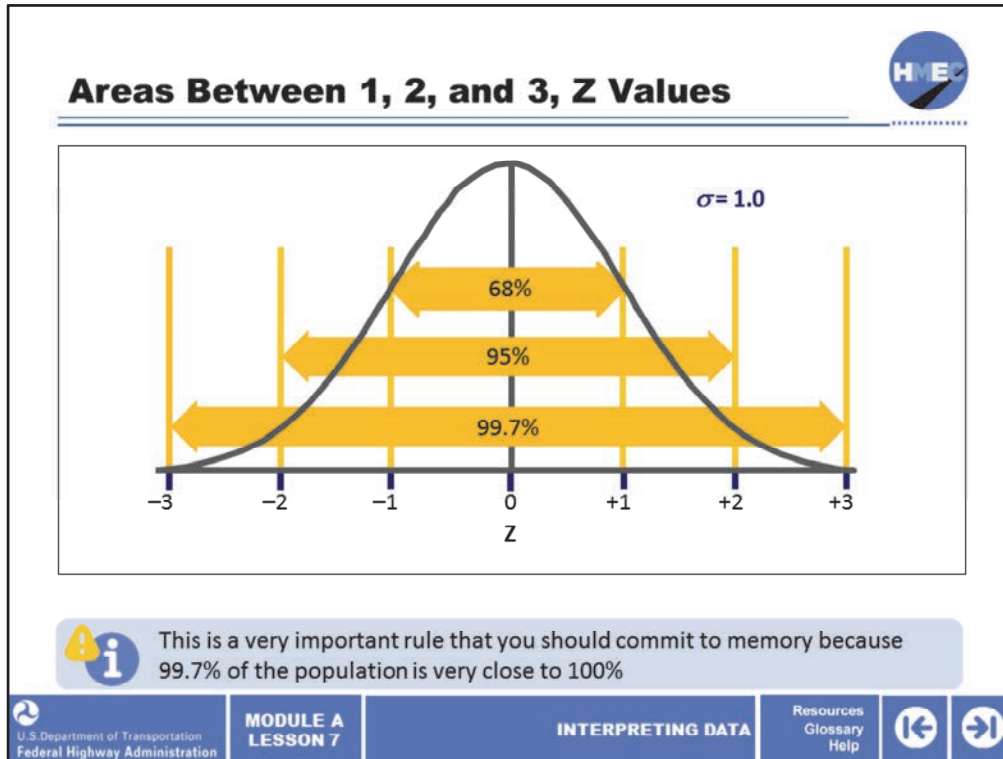 Areas Between 1, 2, and 3, Z Values
HMEC
σ= 1.0
68%
95%
99.7%
–3 –2 –1 0 +1 +2 +3
Z
This is a very important rule that you should commit to memory because
99.7% of the population is very close to 100%
U.S.Department of Transportation
Federal Highway Administration
MODULE A
LESSON 7
INTERPRETING DATA
Resources
Glossary
Help